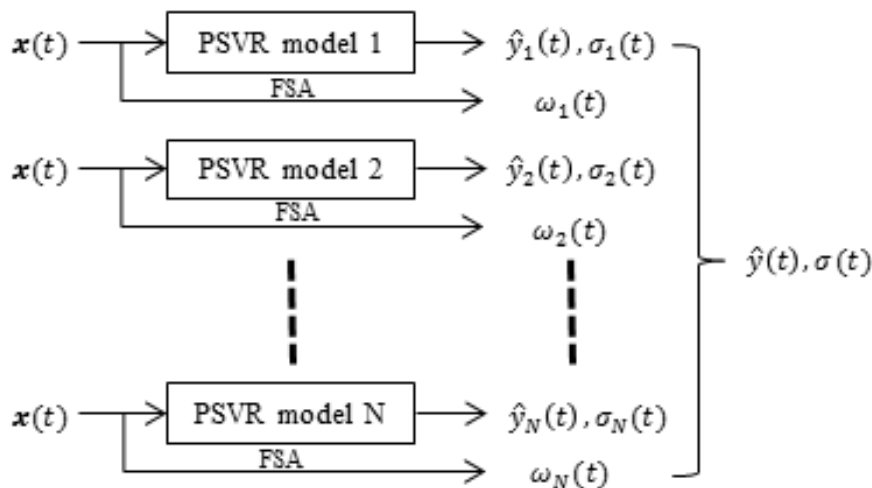 x(t) PSVR model 1 ŷ₁(t), σ₁(t)
FSA ω₁(t)
x(t) PSVR model 2 ŷ₂(t), σ₂(t)
FSA ω₂(t)
ŷ(t), σ(t)
x(t) PSVR model N ŷ_N(t), σ_N(t)
FSA ω_N(t)